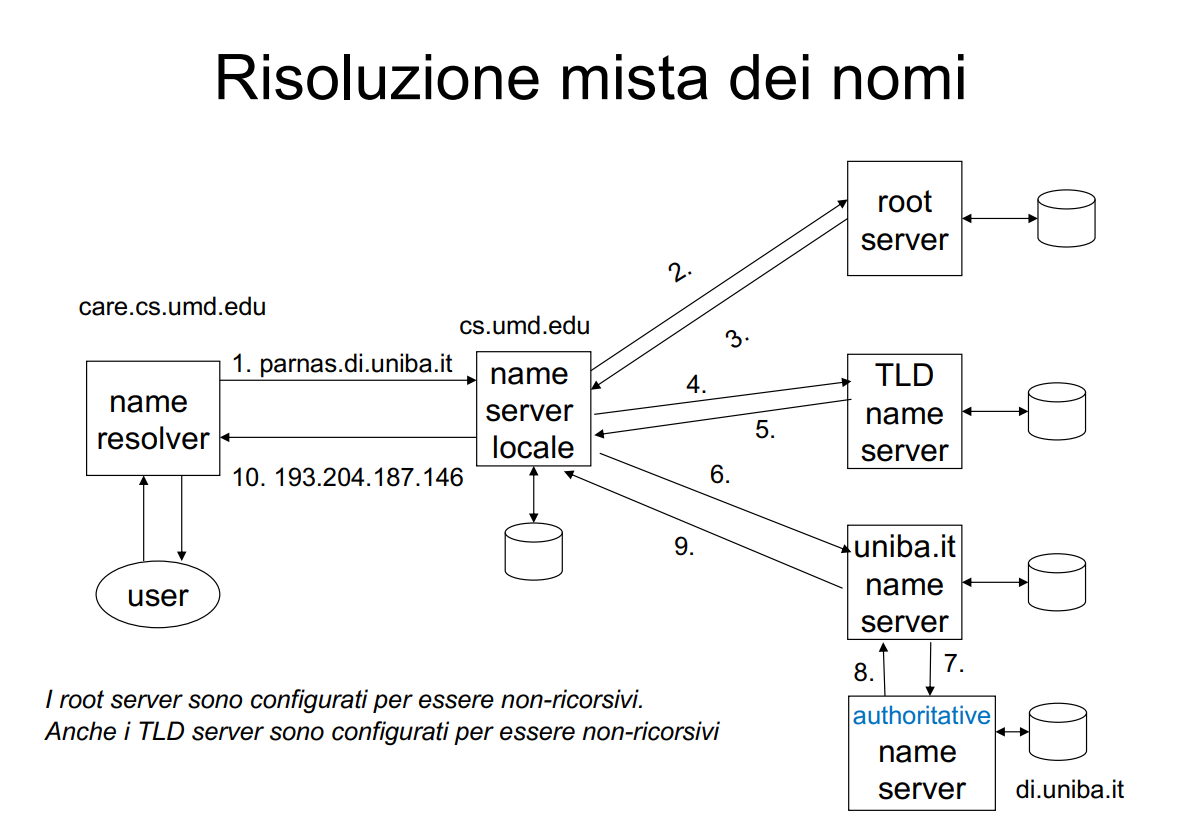 Risoluzione mista dei nomi
root
server
2.
care.cs.umd.edu
cs.umd.edu
3.
1. parnas.di.uniba.it
name
resolver
name
server
locale
4.
5.
TLD
name
server
10. 193.204.187.146
6.
9.
uniba.it
name
server
user
8.
7.
I root server sono configurati per essere non-ricorsivi.
Anche i TLD server sono configurati per essere non-ricorsivi
authoritative
name
server
di.uniba.it